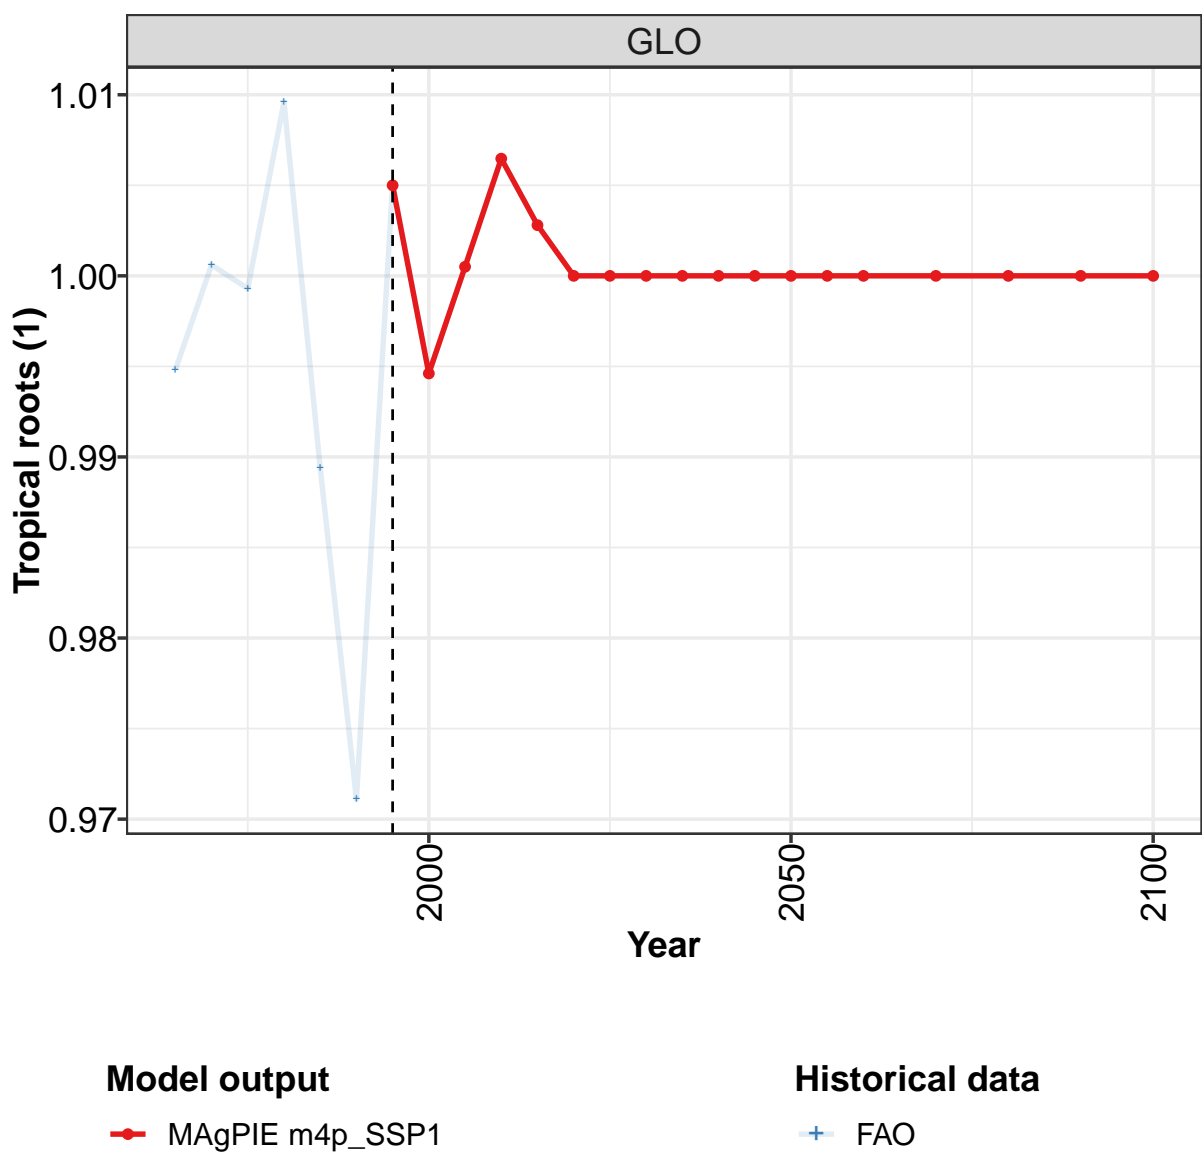 GLO
1.01
1.00
0.99
0.98
0.97
Tropical roots (1)
2000
2050
2100
Year
Model output
MAgPIE m4p_SSP1
Historical data
FAO